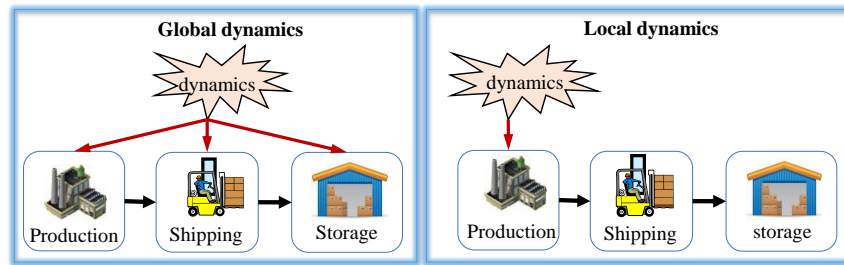 Global dynamics
dynamics
Production
Shipping
Storage
Local dynamics
dynamics
Production
Shipping
storage